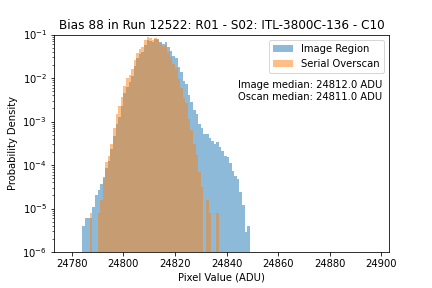 Bias 88 in Run 12522: R01 - S02: ITL-3800C-136 - C10
Image Region
Serial Overscan
Image median: 24812.0 ADU
Oscan median: 24811.0 ADU
Probability Density
10⁻¹
10⁻²
10⁻³
10⁻⁴
10⁻⁵
10⁻⁶
24780 24800 24820 24840 24860 24880 24900
Pixel Value (ADU)